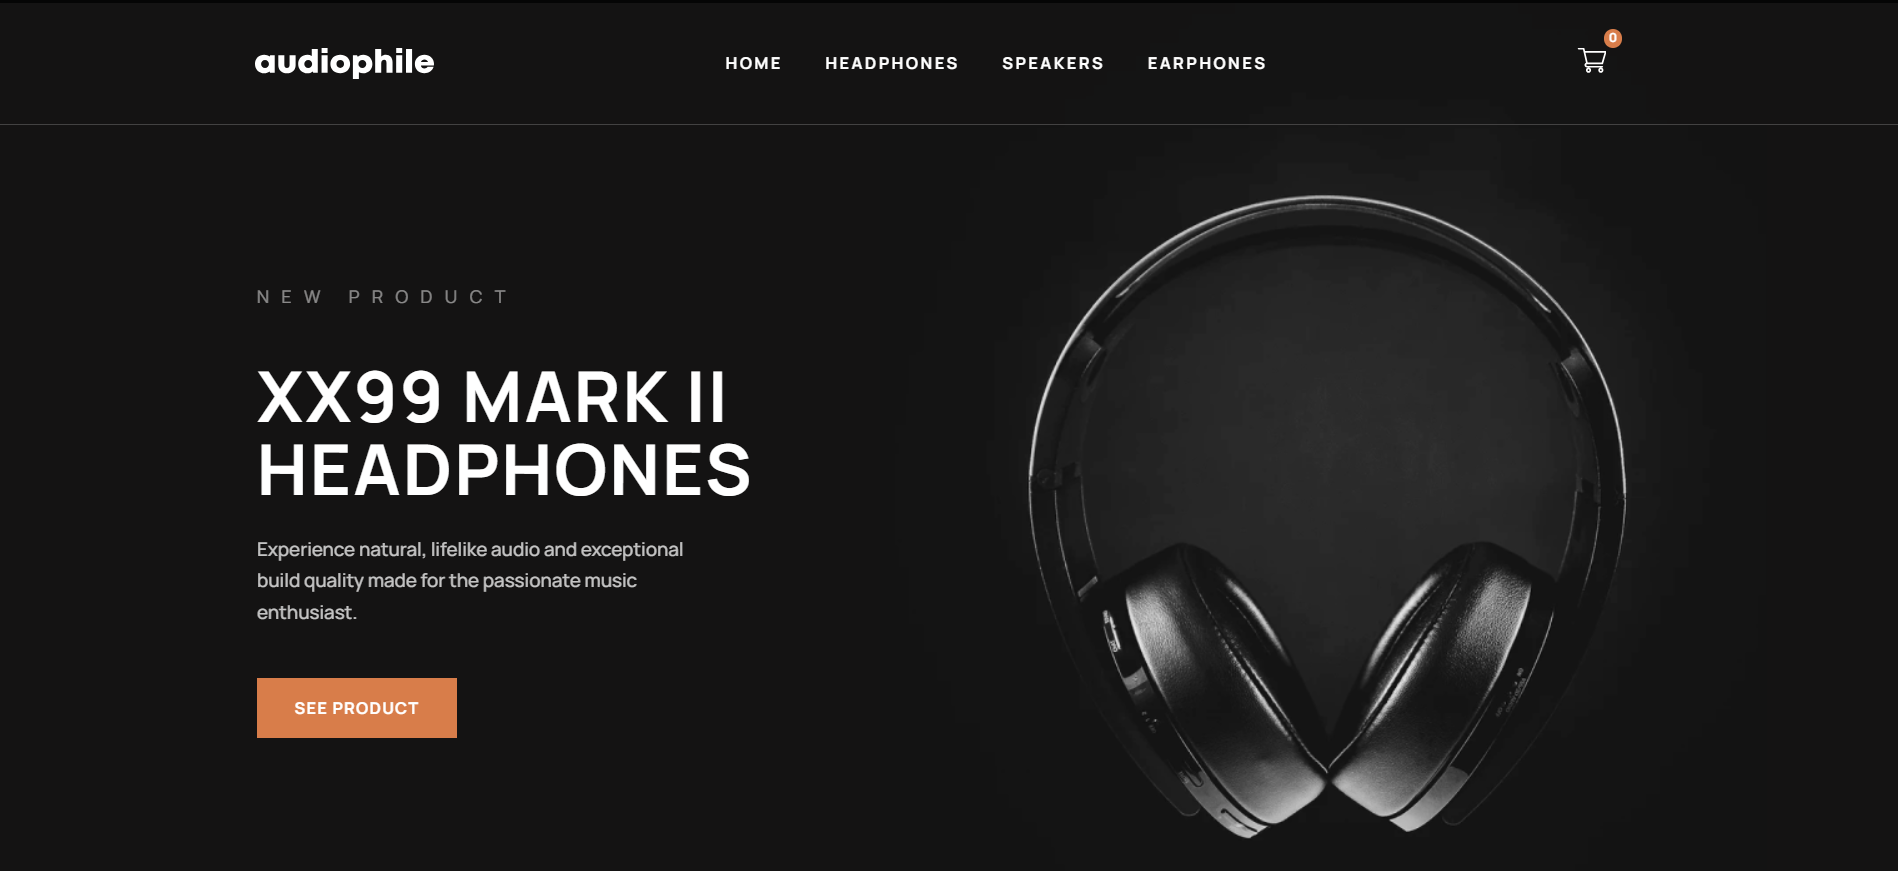 audiophile
HOME HEADPHONES SPEAKERS EARPHONES
0
NEW PRODUCT
XX99 MARK II
HEADPHONES
Experience natural, lifelike audio and exceptional
build quality made for the passionate music
enthusiast.
SEE PRODUCT